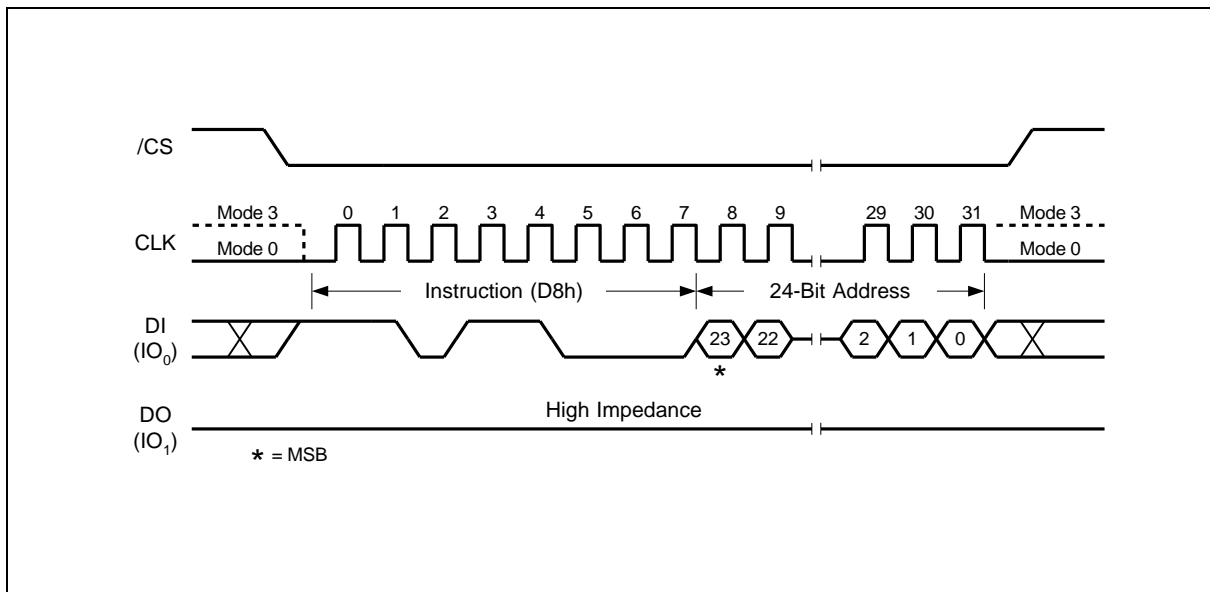 /CS
Mode 3 0 1 2 3 4 5 6 7 8 9 29 30 31 Mode 3
CLK
Mode 0 Mode 0
Instruction (D8h) 24-Bit Address
DI
(IO0)
23 22 2 1 0
*
High Impedance
DO
(IO1)
* = MSB